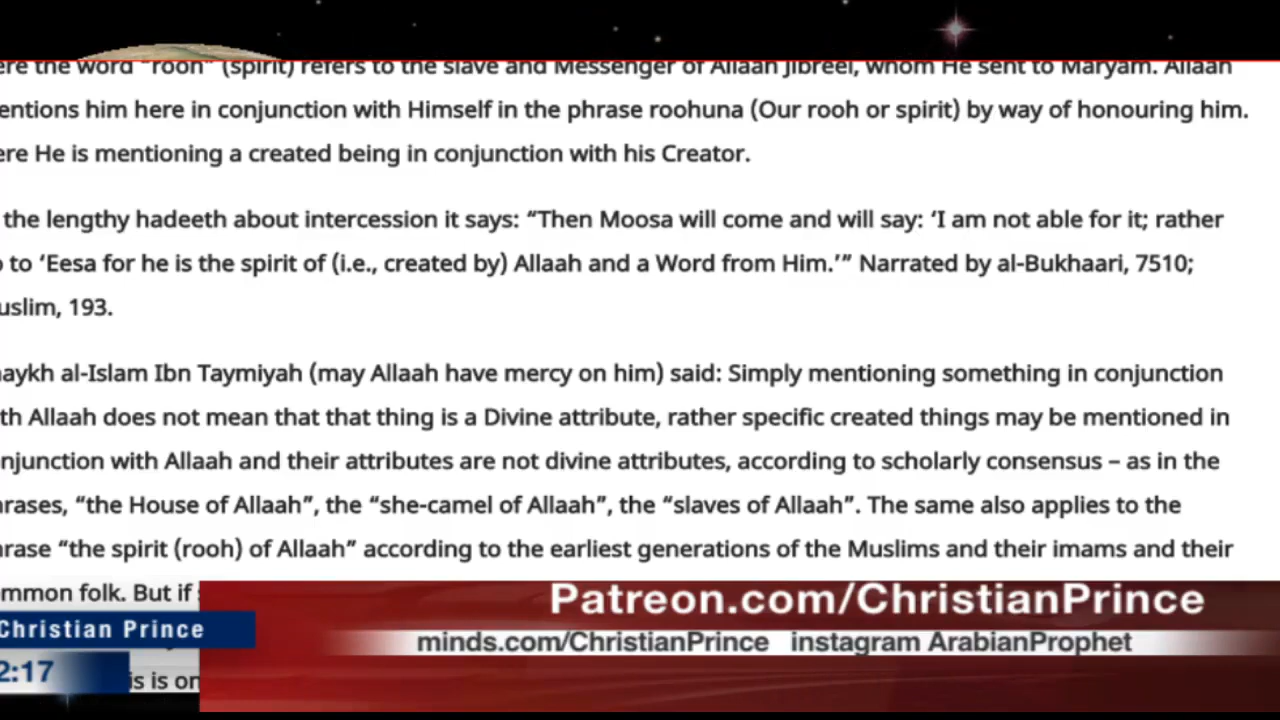 ere the word "rooh" (spirit) refers to the slave and Messenger of Allaah Jibreel, whom He sent to Maryam. Allaah
entions him here in conjunction with Himself in the phrase roohuna (Our rooh or spirit) by way of honouring him.
ere He is mentioning a created being in conjunction with his Creator.
the lengthy hadeeth about intercession it says: “Then Moosa will come and will say: ‘I am not able for it; rather
o to ‘Eesa for he is the spirit of (i.e., created by) Allaah and a Word from Him.’” Narrated by al-Bukhaari, 7510;
uslim, 193.
aykh al-Islam Ibn Taymiyah (may Allaah have mercy on him) said: Simply mentioning something in conjunction
th Allaah does not mean that that thing is a Divine attribute, rather specific created things may be mentioned in
njunction with Allaah and their attributes are not divine attributes, according to scholarly consensus – as in the
rases, “the House of Allaah”, the “she-camel of Allaah”, the “slaves of Allaah”. The same also applies to the
rase “the spirit (rooh) of Allaah” according to the earliest generations of the Muslims and their imams and their
mmon folk. But if
Patreon.com/ChristianPrince
Christian Prince
minds.com/ChristianPrince instagram ArabianProphet
2:17
is is on